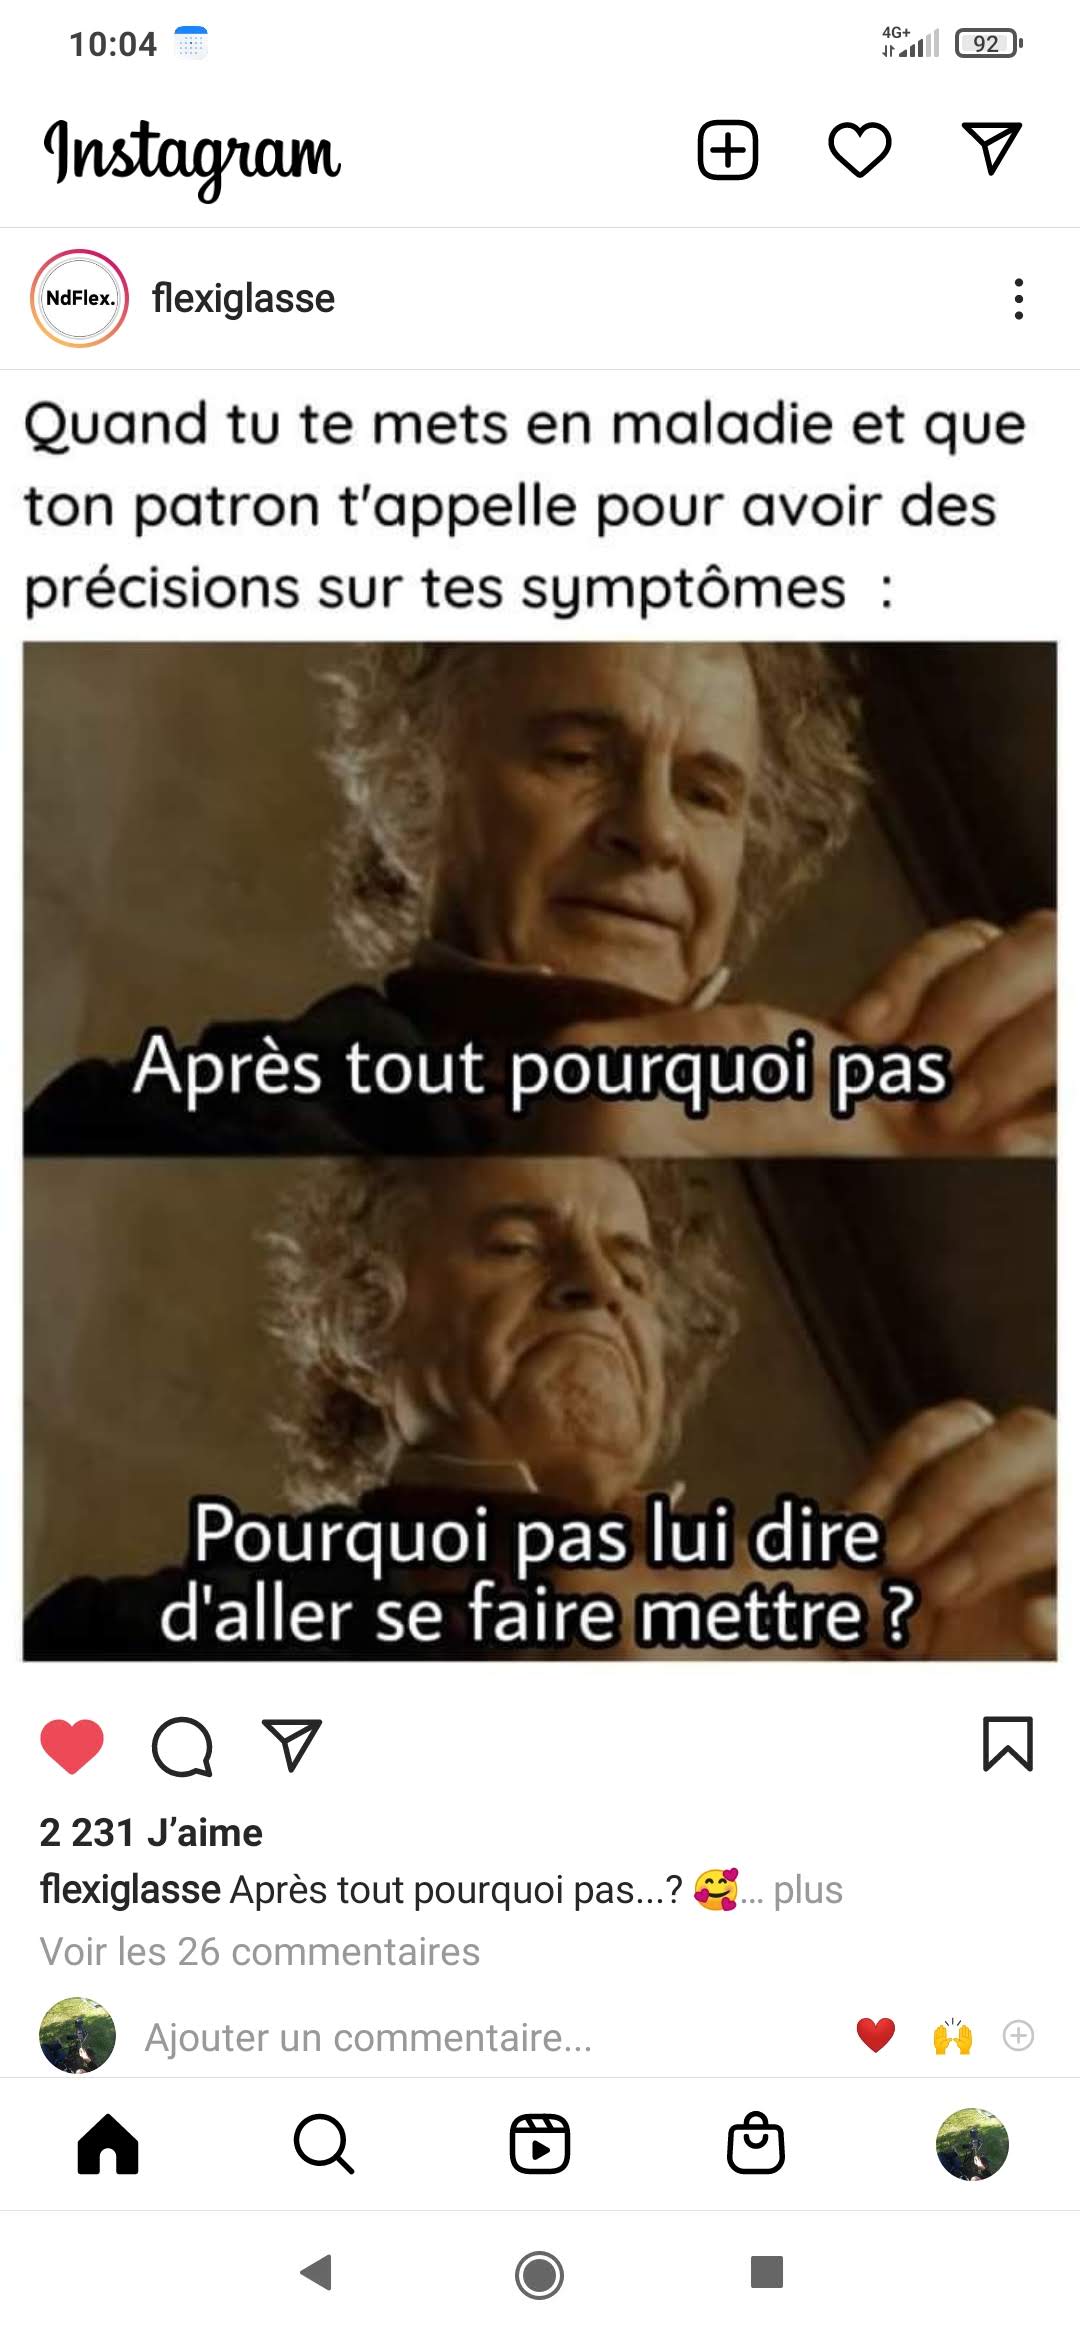 10:04
4G+
92
Instagram
NdFlex.
flexiglasse
Quand tu te mets en maladie et que
ton patron t'appelle pour avoir des
précisions sur tes symptômes :
Après tout pourquoi pas
Pourquoi pas lui dire
d'aller se faire mettre ?
2 231 J’aime
flexiglasse Après tout pourquoi pas...? 🥰... plus
Voir les 26 commentaires
Ajouter un commentaire...